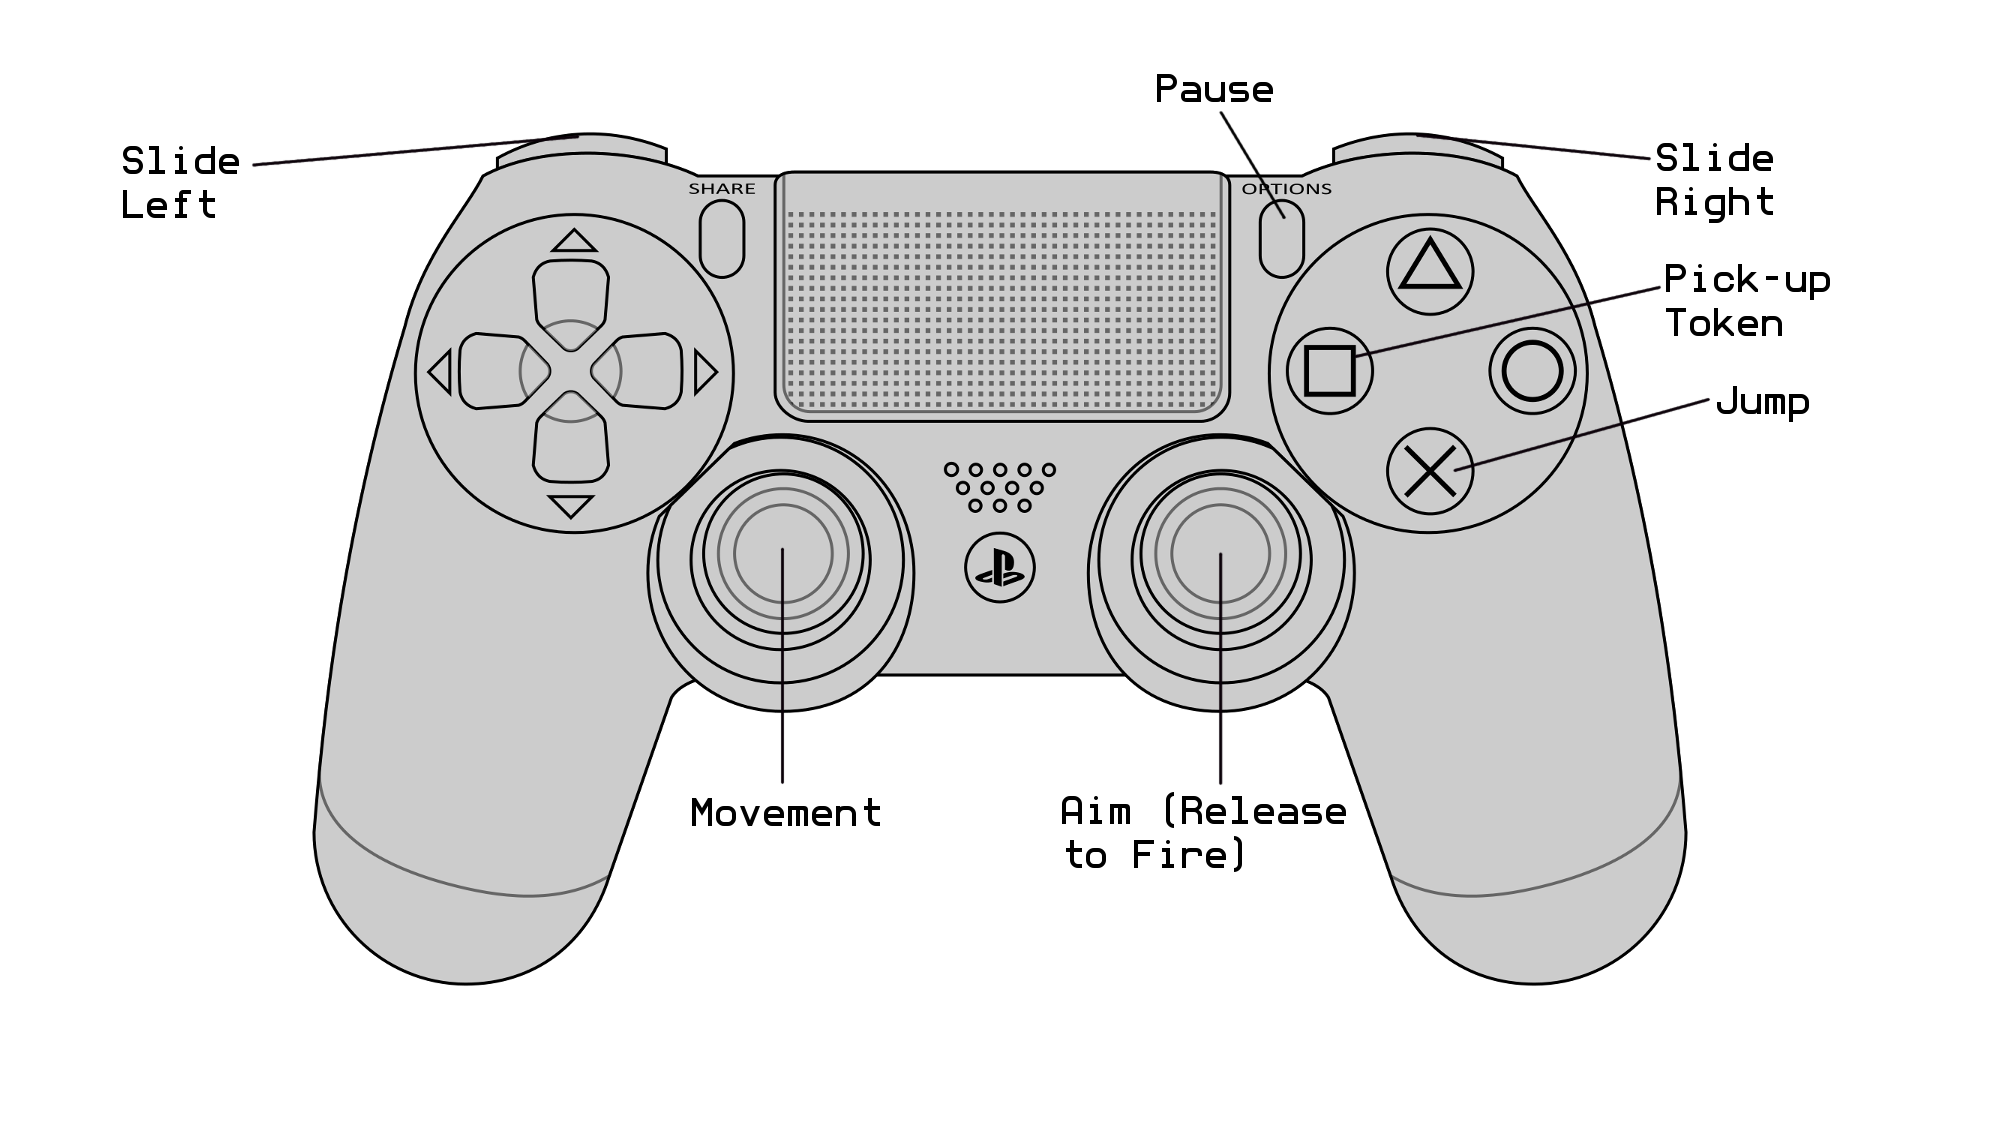 Pause
Slide
Left
Slide
Right
SHARE
OPTIONS
Pick-up
Token
Jump
Movement
Aim (Release
to Fire)